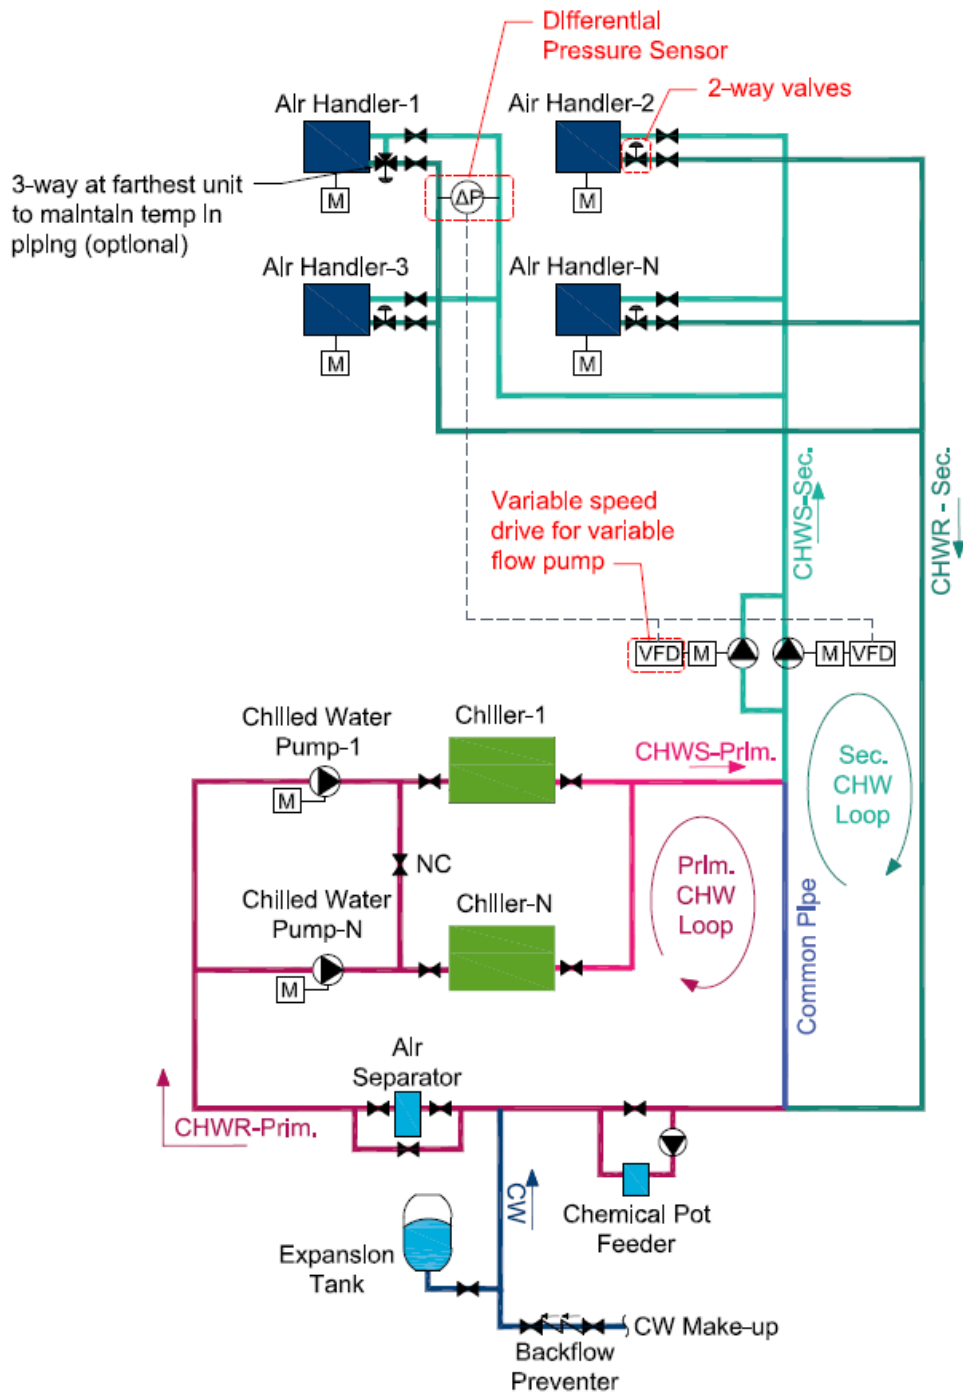 Differential
Pressure Sensor
Air Handler-1
Air Handler-2
2-way valves
3-way at farthest unit
to maintain temp in
piping (optional)
M
ΔP
M
Air Handler-3
Air Handler-N
M
M
CHWS-Sec.
CHWR - Sec.
Variable speed
drive for variable
flow pump
VFD
M
M
VFD
Chilled Water
Pump-1
Chiller-1
CHWS-Prim.
Sec.
CHW
Loop
M
NC
Prim.
CHW
Loop
Chilled Water
Pump-N
Chiller-N
Common Pipe
M
Air
Separator
CHWR-Prim.
CW
Chemical Pot
Feeder
Expansion
Tank
CW Make-up
Backflow
Preventer